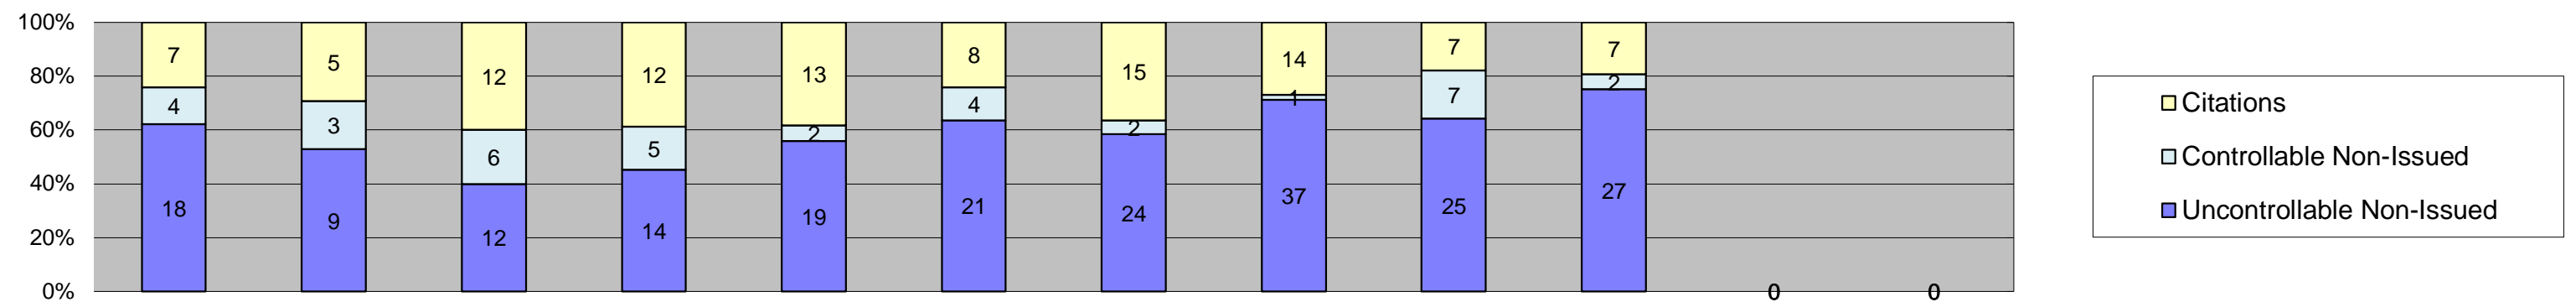 100%
80%
60%
40%
20%
0%
7 5 12 12 13 8 15 14 7 7
4 3 6 5 2 4 2 1 7 2
18 9 12 14 19 21 24 37 25 27 0 0
Citations
Controllable Non-Issued
Uncontrollable Non-Issued